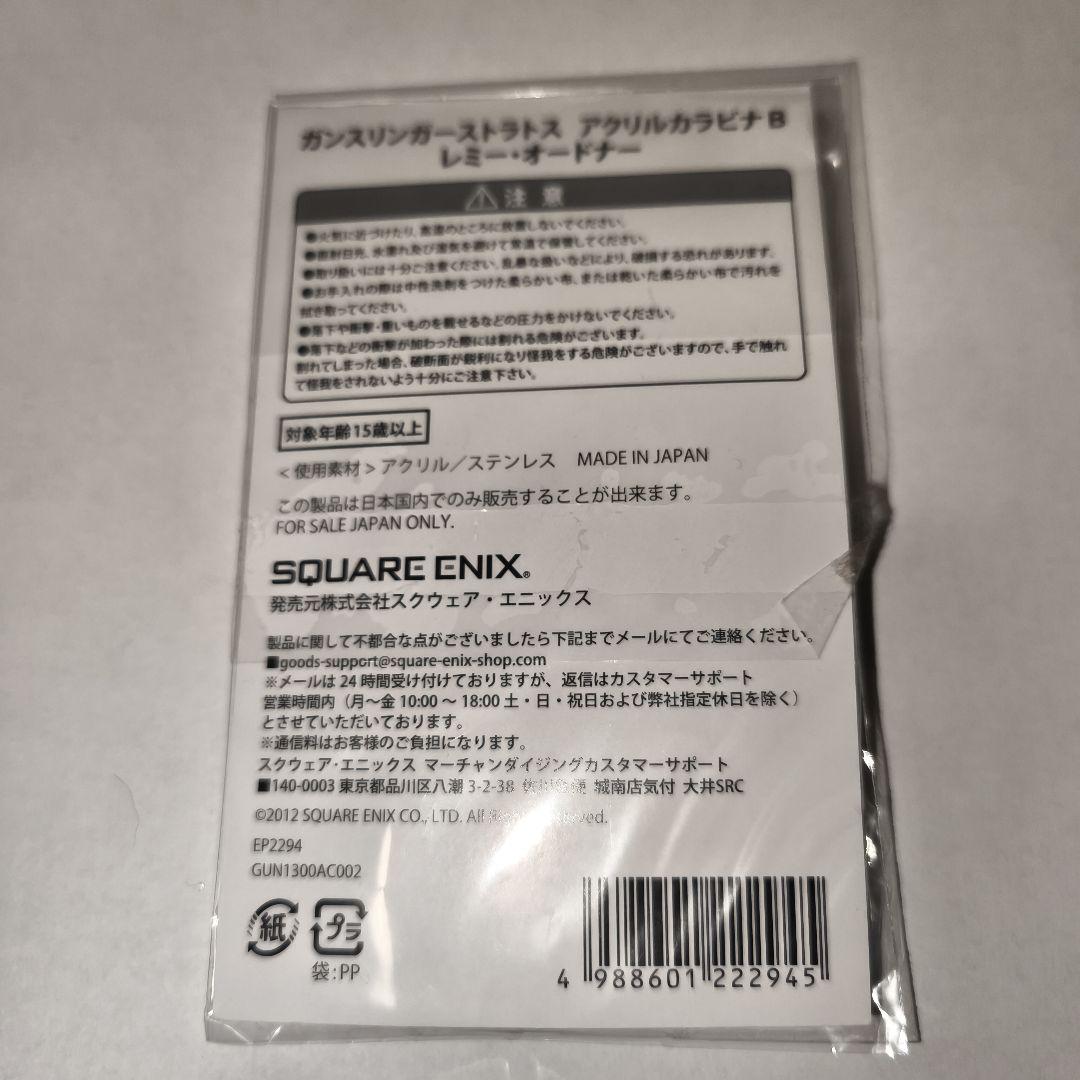 ガンスリンガーストラトス アクリルカラビナB
レミー・オードナー
注意
●火気に近づけたり、高温のところに放置しないでください。
●直射日光、水濡れ及び湿気を避けて常温で保管してください。
●取り扱いには十分ご注意ください。乱暴な扱いなどにより、破損する恐れがあります。
●お手入れの際は中性洗剤をつけた柔らかい布、または乾いた柔らかい布で汚れを
拭き取ってください。
●落下や衝撃・重いものを載せるなどの圧力をかけないでください。
●落下などの衝撃が加わった際には割れる危険がございます。
割れてしまった場合、破断面が鋭利になり怪我をする危険がございますので、手で触れ
て怪我をされないよう十分にご注意下さい。
対象年齢15歳以上
<使用素材>アクリル/ステンレス MADE IN JAPAN
この製品は日本国内でのみ販売することが出来ます。
FOR SALE JAPAN ONLY.
SQUARE ENIX®
発売元株式会社スクウェア・エニックス
製品に関して不都合な点がございましたら下記までメールにてご連絡ください。
■goods-support@square-enix-shop.com
※メールは24時間受け付けておりますが、返信はカスタマーサポート
営業時間内(月~金 10:00~18:00 土・日・祝日および弊社指定休日を除く)
とさせていただいております。
※通信料はお客様のご負担になります。
スクウェア・エニックス マーチャンダイジングカスタマーサポート
■140-0003 東京都品川区八潮 3-2-38 城南店気付 大井SRC
©2012 SQUARE ENIX CO., LTD. All
EP2294
GUN1300AC002
紙 プラ
袋:PP
4 988601 222945